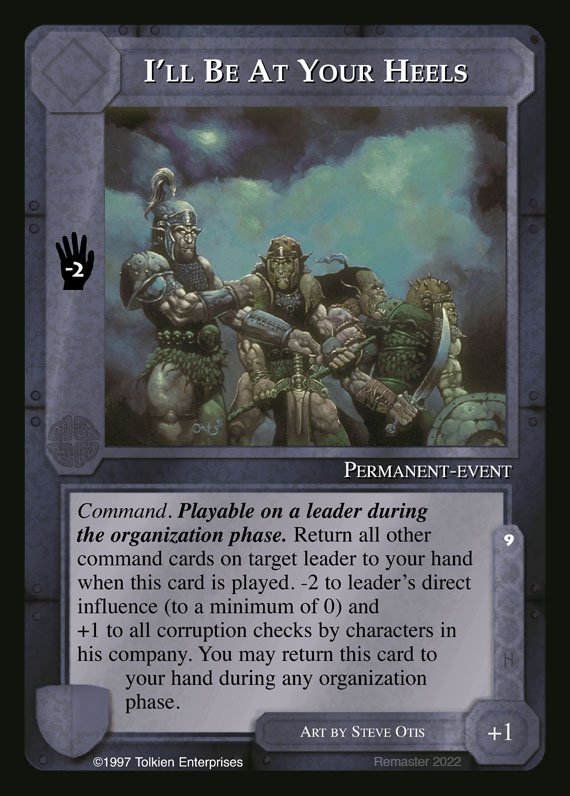 I'll Be At Your Heels
-2
Permanent-event
Command. Playable on a leader during
the organization phase. Return all other
command cards on target leader to your hand
when this card is played. -2 to leader's direct
influence (to a minimum of 0) and
+1 to all corruption checks by characters in
his company. You may return this card to
your hand during any organization
phase.
9
H
Art by Steve Otis
+1
©1997 Tolkien Enterprises
Remaster 2022